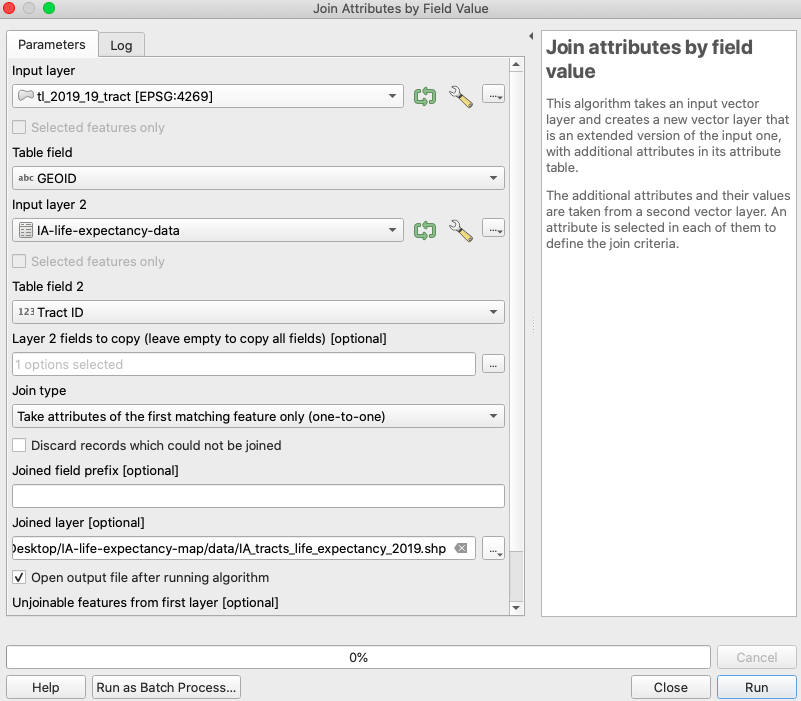 Join Attributes by Field Value
Parameters
Log
Input layer
tl_2019_19_tract [EPSG:4269]
...
Selected features only
Table field
abc GEOID
Input layer 2
IA-life-expectancy-data
...
Selected features only
Table field 2
123 Tract ID
Layer 2 fields to copy (leave empty to copy all fields) [optional]
1 options selected
...
Join type
Take attributes of the first matching feature only (one-to-one)
Discard records which could not be joined
Joined field prefix [optional]
Joined layer [optional]
esktop/IA-life-expectancy-map/data/IA_tracts_life_expectancy_2019.shp
...
Open output file after running algorithm
Unjoinable features from first layer [optional]
Join attributes by field
value
This algorithm takes an input vector
layer and creates a new vector layer that
is an extended version of the input one,
with additional attributes in its attribute
table.
The additional attributes and their values
are taken from a second vector layer. An
attribute is selected in each of them to
define the join criteria.
0%
Cancel
Help
Run as Batch Process...
Close
Run